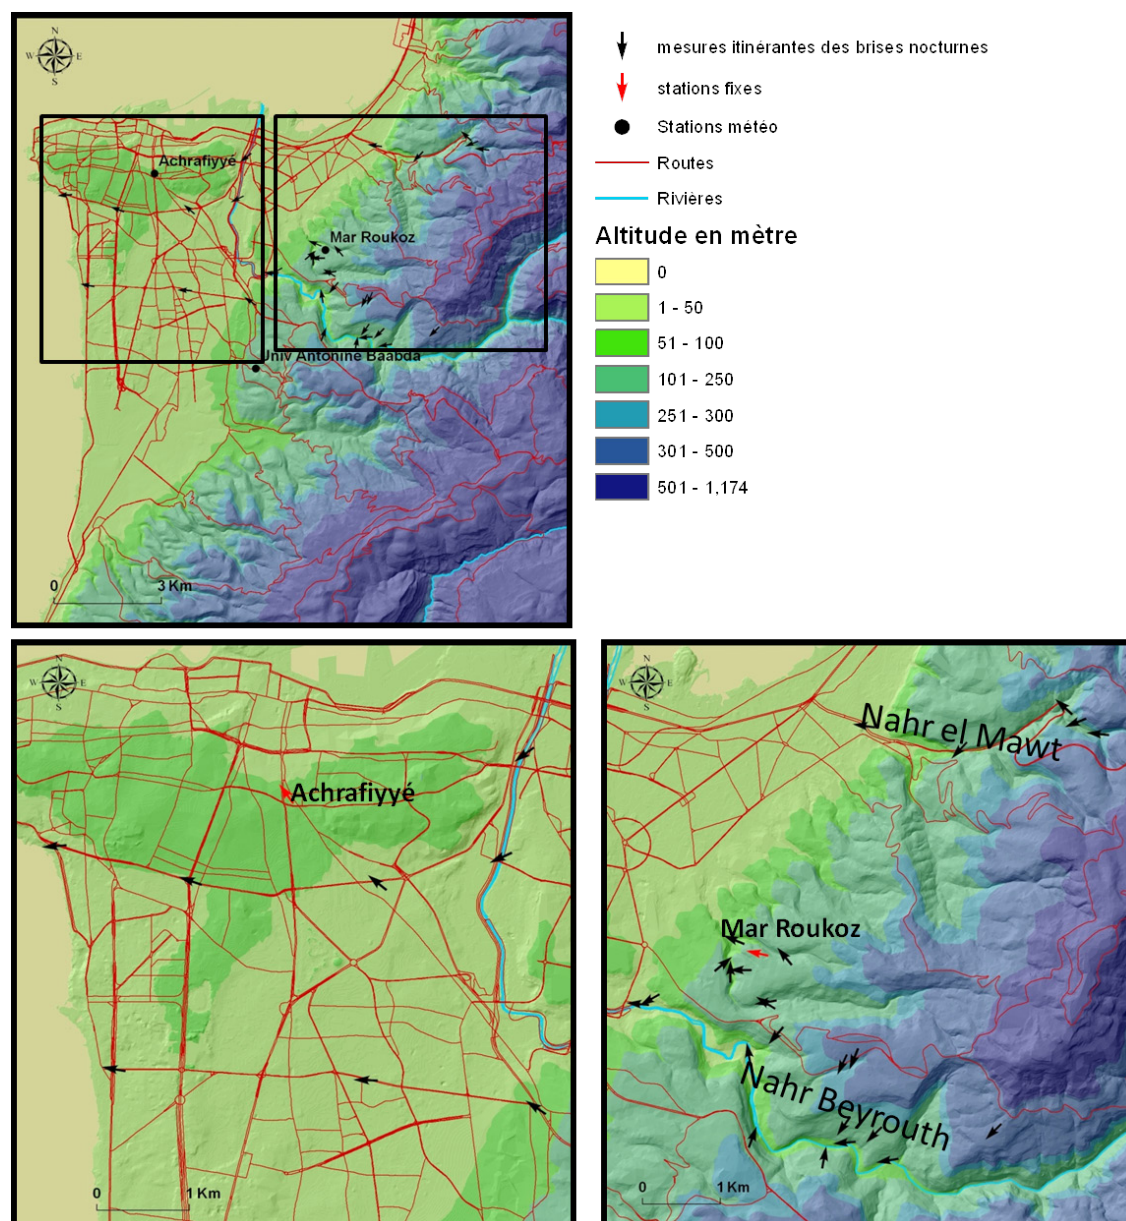 N
W E
S
Achrafiyyé
Mar Roukoz
Univ Antonine Baabda
0 3 Km
mesures itinérantes des brises nocturnes
stations fixes
Stations météo
Routes
Rivières
Altitude en mètre
0
1 - 50
51 - 100
101 - 250
251 - 300
301 - 500
501 - 1,174
N
W E
S
Achrafiyyé
0 1 Km
N
W E
S
Nahr el Mawt
Mar Roukoz
Nahr Beyrouth
0 1 Km